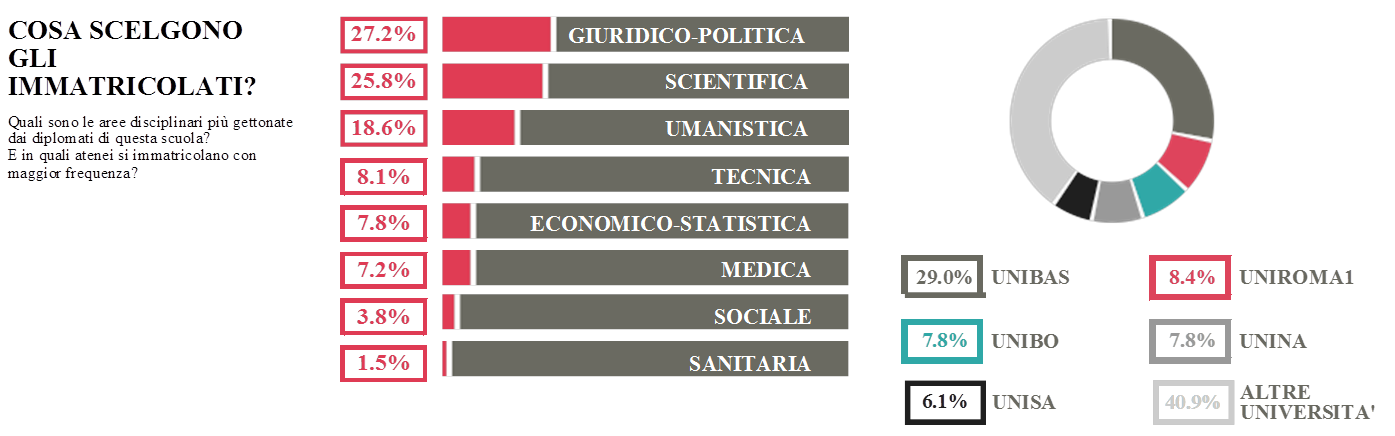 COSA SCELGONO
GLI
IMMATRICOLATI?
Quali sono le aree disciplinari più gettonate
dai diplomati di questa scuola?
E in quali atenei si immatricolano con
maggior frequenza?
27.2% GIURIDICO-POLITICA
25.8% SCIENTIFICA
18.6% UMANISTICA
8.1% TECNICA
7.8% ECONOMICO-STATISTICA
7.2% MEDICA
3.8% SOCIALE
1.5% SANITARIA
29.0% UNIBAS
8.4% UNIROMA1
7.8% UNIBO
7.8% UNINA
6.1% UNISA
40.9% ALTRE
UNIVERSITA'